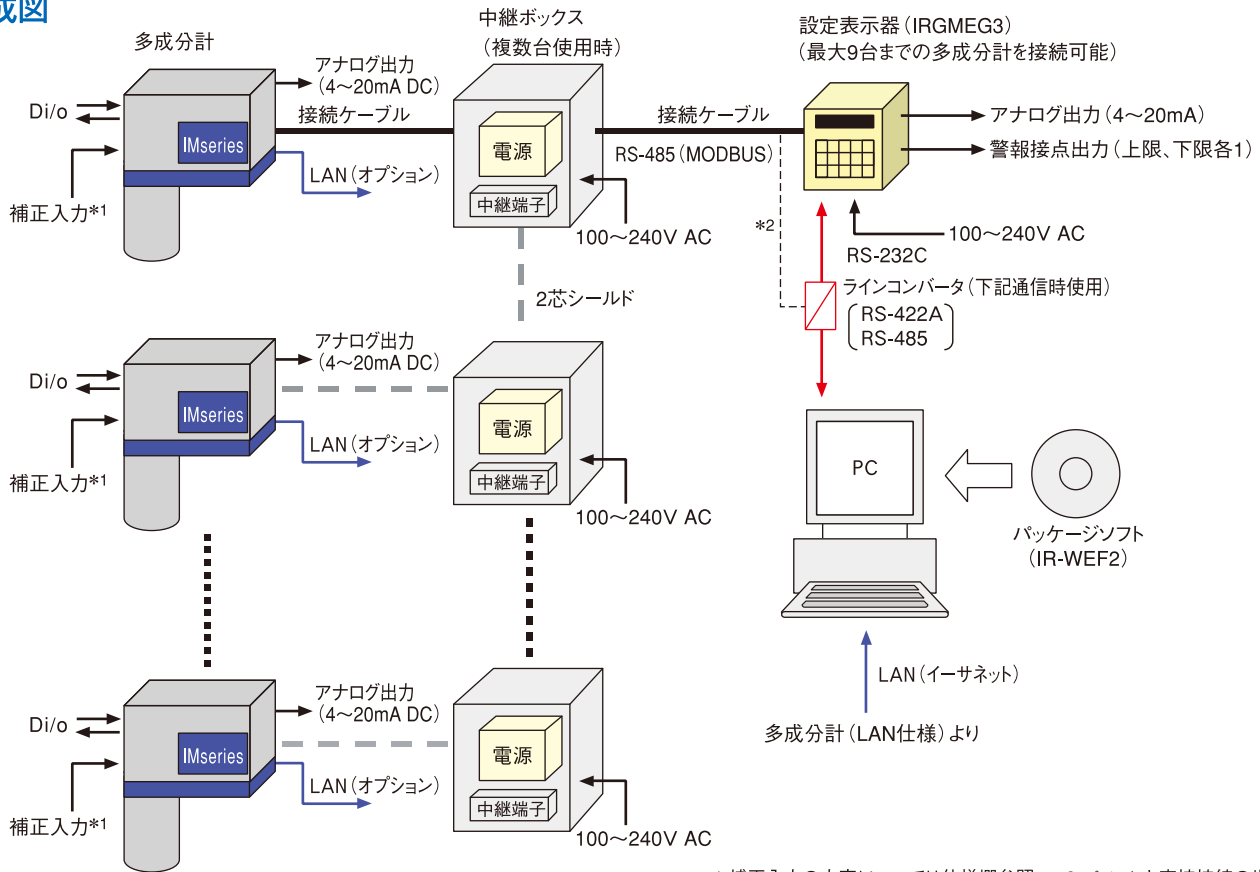 成図
多成分計
アナログ出力
(4～20mA DC)
Di/o
IMseries
接続ケーブル
LAN(オプション)
補正入力*1
中継ボックス
(複数台使用時)
電源
中継端子
100～240V AC
接続ケーブル
RS-485(MODBUS)
設定表示器(IRGMEG3)
(最大9台までの多成分計を接続可能)
アナログ出力(4～20mA)
警報接点出力(上限、下限各1)
*2
100～240V AC
RS-232C
ラインコンバータ(下記通信時使用)
RS-422A
RS-485
2芯シールド
アナログ出力
(4～20mA DC)
Di/o
IMseries
LAN(オプション)
補正入力*1
電源
中継端子
100～240V AC
PC
パッケージソフト
(IR-WEF2)
LAN(イーサネット)
多成分計(LAN仕様)より
アナログ出力
(4～20mA DC)
Di/o
IMseries
LAN(オプション)
補正入力*1
電源
中継端子
100～240V AC